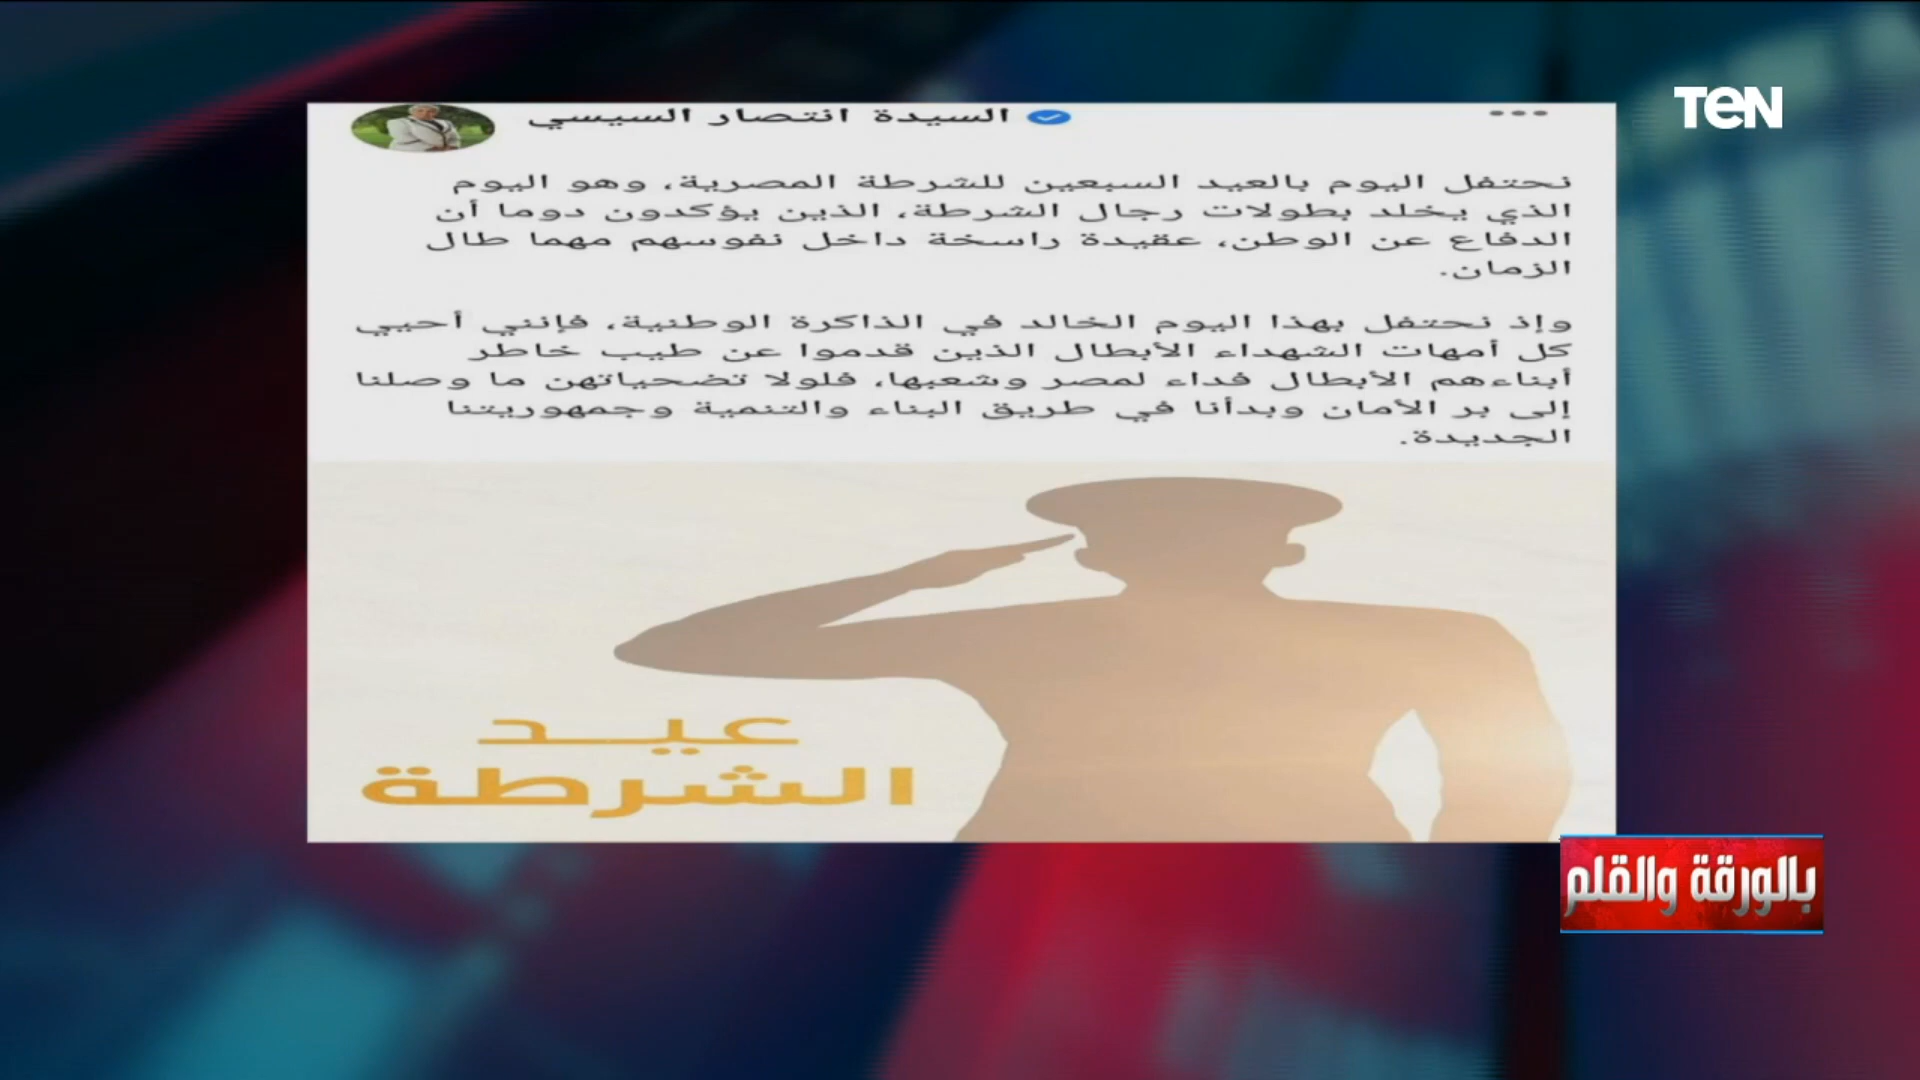 TeN
السيدة انتصار السيسي
نحتفل اليوم بالعيد السبعين للشرطة المصرية، وهو اليوم
الذي يخلد بطولات رجال الشرطة، الذين يؤكدون دوما أن
الدفاع عن الوطن، عقيدة راسخة داخل نفوسهم مهما طال
الزمان.
وإذ نحتفل بهذا اليوم الخالد في الذاكرة الوطنية، فإنني أحيي
كل أمهات الشهداء الأبطال الذين قدموا عن طيب خاطر
أبناءهم الأبطال فداء لمصر وشعبها، فلولا تضحياتهن ما وصلنا
إلى بر الأمان وبدأنا في طريق البناء والتنمية وجمهوريتنا
الجديدة.
عيد
الشرطة
بالورقة والقلم